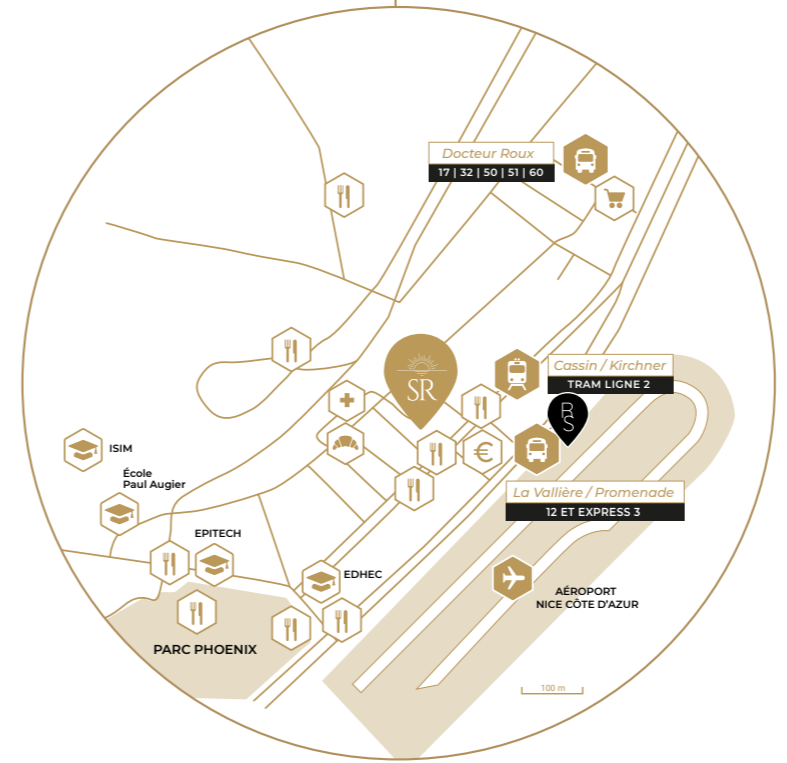 Docteur Roux
17 | 32 | 50 | 51 | 60
SR
Cassin / Kirchner
TRAM LIGNE 2
R
S
€
ISIM
École
Paul Augier
La Vallière / Promenade
12 ET EXPRESS 3
EPITECH
EDHEC
AÉROPORT
NICE CÔTE D'AZUR
PARC PHOENIX
100 m